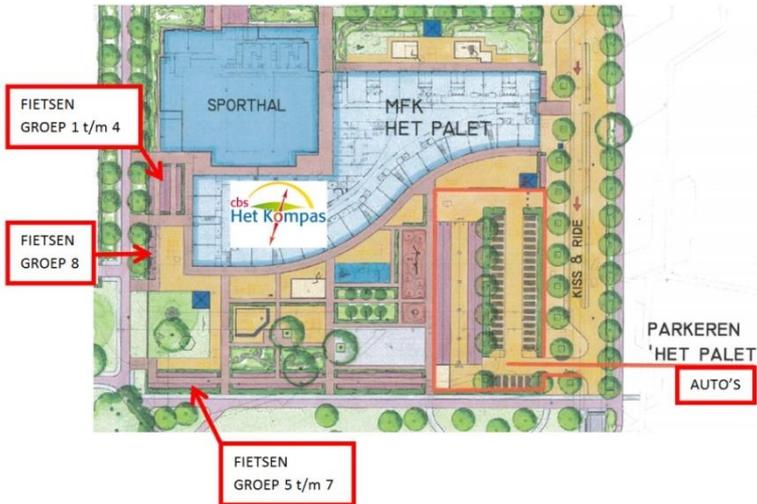 SPORTHAL
MFK
HET PALET
FIETSEN
GROEP 1 t/m 4
cbs
Het Kompas
FIETSEN
GROEP 8
KISS & RIDE
PARKEREN
'HET PALET
AUTO'S
FIETSEN
GROEP 5 t/m 7